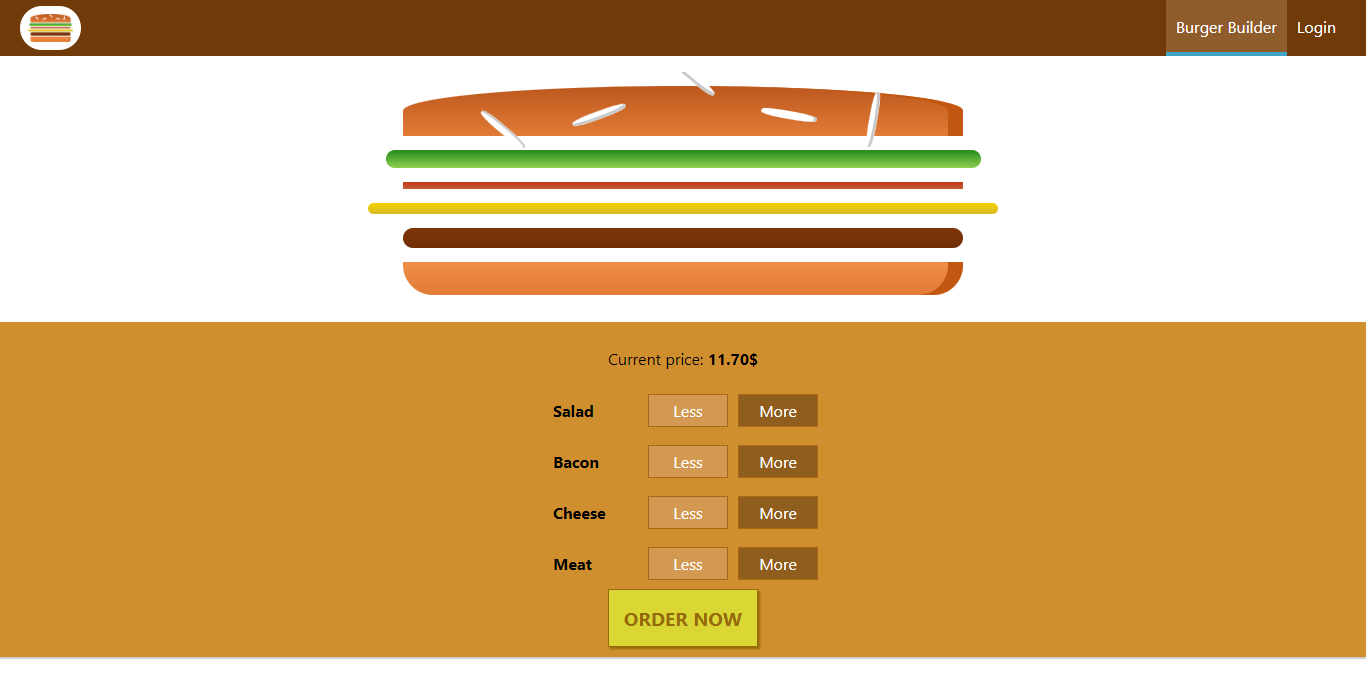 Burger Builder Login
Current price: 11.70$
Salad Less More
Bacon Less More
Cheese Less More
Meat Less More
ORDER NOW